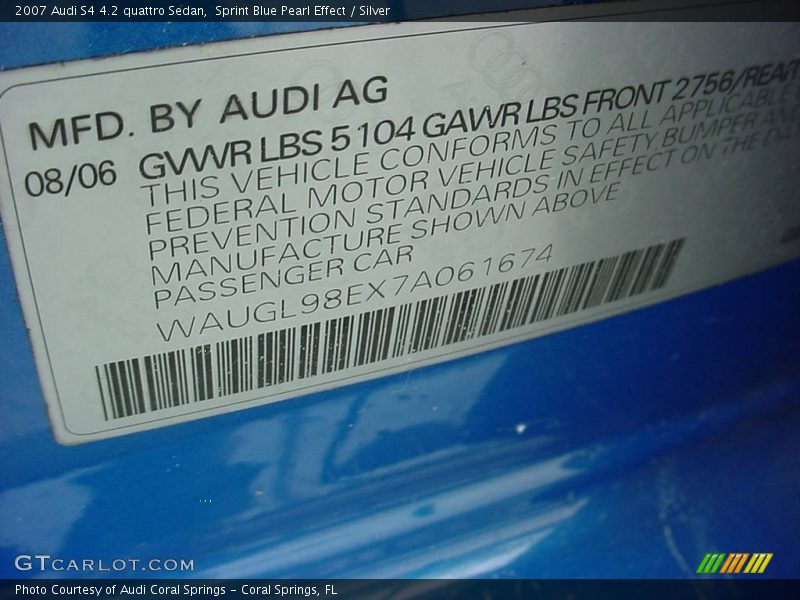 2007 Audi S4 4.2 quattro Sedan, Sprint Blue Pearl Effect / Silver
MFD. BY AUDI AG
08/06 GVWR LBS 5104 GAWR LBS FRONT 2756/REAR
THIS VEHICLE CONFORMS TO ALL APPLICABLE
FEDERAL MOTOR VEHICLE SAFETY, BUMPER AND
PREVENTION STANDARDS IN EFFECT ON THE
MANUFACTURE SHOWN ABOVE
PASSENGER CAR
WAUGL98EX7A061674
GTCARLOT.COM
Photo Courtesy of Audi Coral Springs - Coral Springs, FL